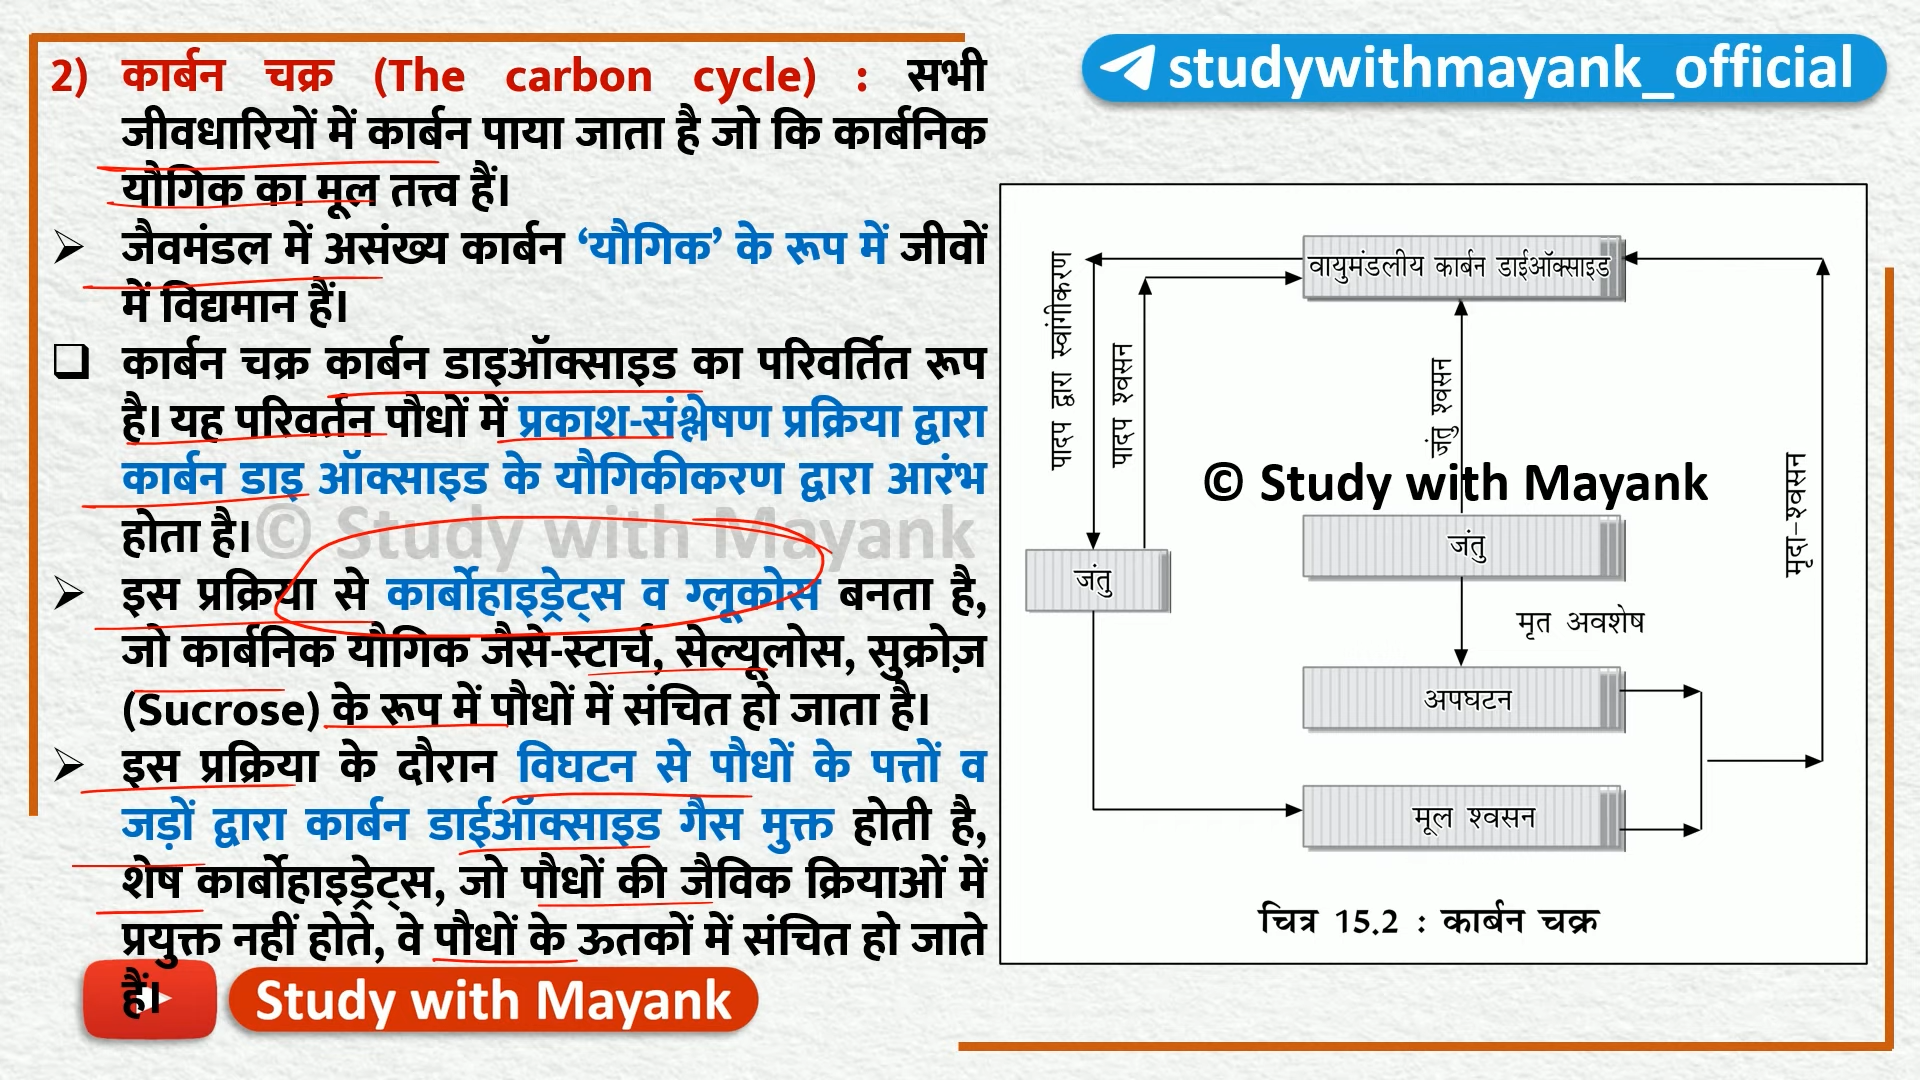 2) कार्बन चक्र (The carbon cycle) : सभी
जीवधारियों में कार्बन पाया जाता है जो कि कार्बनिक
यौगिक का मूल तत्त्व हैं।
➢ जैवमंडल में असंख्य कार्बन ‘यौगिक’ के रूप में जीवों
में विद्यमान हैं।
❑ कार्बन चक्र कार्बन डाइऑक्साइड का परिवर्तित रूप
है। यह परिवर्तन पौधों में प्रकाश-संश्लेषण प्रक्रिया द्वारा
कार्बन डाइ ऑक्साइड के यौगिकीकरण द्वारा आरंभ
होता है।
© Study with Mayank
➢ इस प्रक्रिया से कार्बोहाइड्रेट्स व ग्लूकोस बनता है,
जो कार्बनिक यौगिक जैसे-स्टार्च, सेल्यूलोस, सुक्रोज़
(Sucrose) के रूप में पौधों में संचित हो जाता है।
➢ इस प्रक्रिया के दौरान विघटन से पौधों के पत्तों व
जड़ों द्वारा कार्बन डाईऑक्साइड गैस मुक्त होती है,
शेष कार्बोहाइड्रेट्स, जो पौधों की जैविक क्रियाओं में
प्रयुक्त नहीं होते, वे पौधों के ऊतकों में संचित हो जाते
हैं।
Study with Mayank
studywithmayank_official
वायुमंडलीय कार्बन डाईऑक्साइड
पादप द्वारा स्वांगीकरण
पादप श्वसन
जंतु श्वसन
मृदा-श्वसन
© Study with Mayank
जंतु
जंतु
मृत अवशेष
अपघटन
मूल श्वसन
चित्र 15.2 : कार्बन चक्र